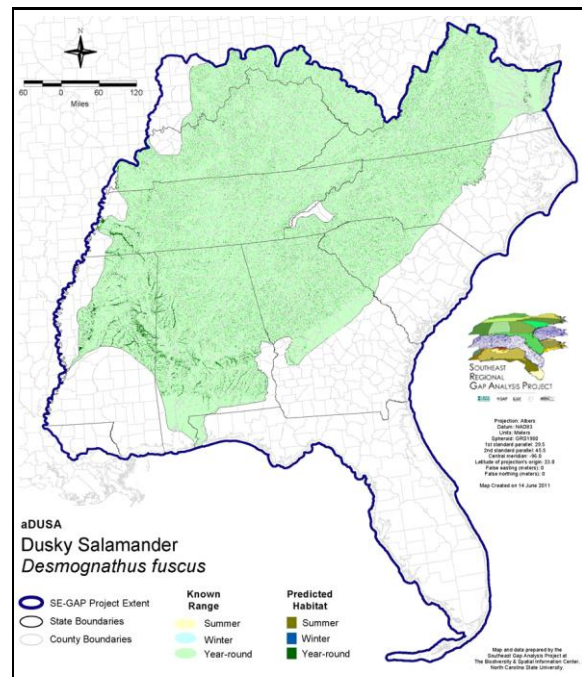 N
60 0 60 120
Miles
SOUTHEAST
REGIONAL
GAP ANALYSIS PROJECT
Projection: Albers
Datum: NAD83
Units: Meters
Spheroid: GRS1980
1st standard parallel: 29.5
2nd standard parallel: 45.5
Central meridian: -96.0
Latitude of projection's origin: 23.0
False easting (meters): 0
False northing (meters): 0
Map Created on 14 June 2011
aDUSA
Dusky Salamander
Desmognathus fuscus
SE-GAP Project Extent
State Boundaries
County Boundaries
Known
Range
Summer
Winter
Year-round
Predicted
Habitat
Summer
Winter
Year-round
Map and data prepared by the
Southeast Gap Analysis Project at
The Biodiversity & Spatial Information Center,
North Carolina State University.